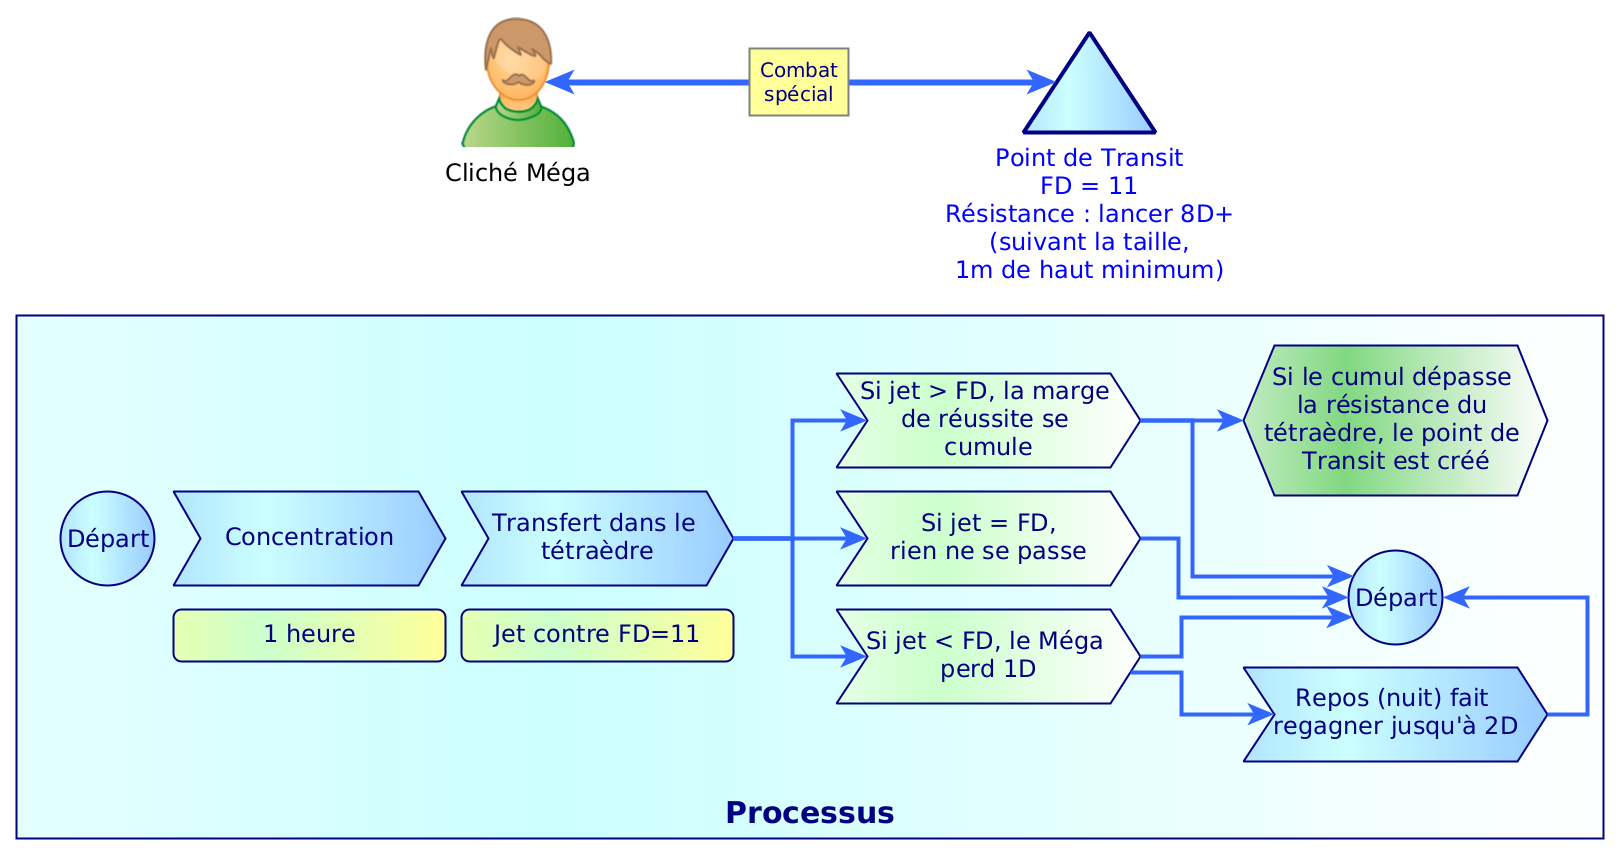 Combat
spécial
Cliché Méga
Point de Transit
FD = 11
Résistance : lancer 8D+
(suivant la taille,
1m de haut minimum)
Départ
Concentration
1 heure
Transfert dans le
tétraèdre
Jet contre FD=11
Si jet > FD, la marge
de réussite se
cumule
Si jet = FD,
rien ne se passe
Si jet < FD, le Méga
perd 1D
Si le cumul dépasse
la résistance du
tétraèdre, le point de
Transit est créé
Départ
Repos (nuit) fait
regagner jusqu'à 2D
Processus